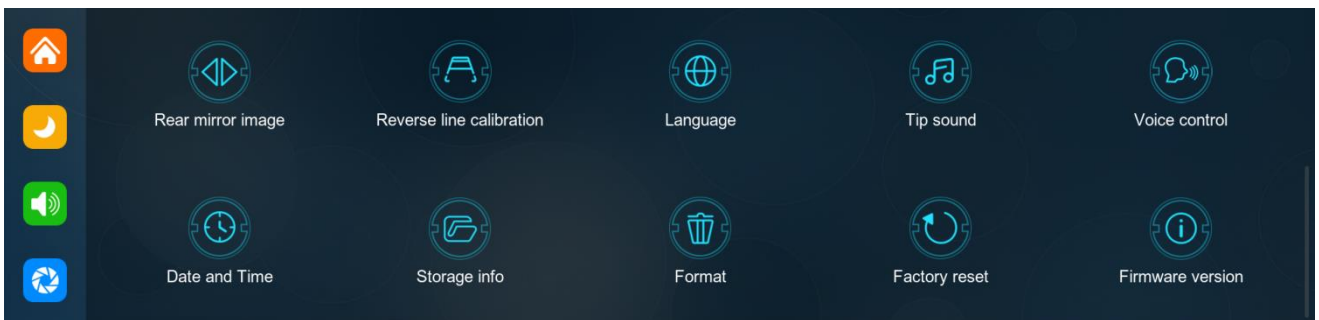 Rear mirror image
Reverse line calibration
Language
Tip sound
Voice control
Date and Time
Storage info
Format
Factory reset
Firmware version